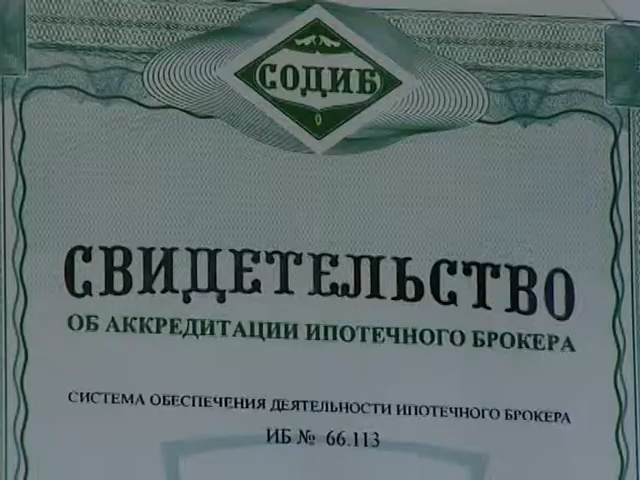 СОДИБ
СВИДЕТЕЛЬСТВО
ОБ АККРЕДИТАЦИИ ИПОТЕЧНОГО БРОКЕРА
СИСТЕМА ОБЕСПЕЧЕНИЯ ДЕЯТЕЛЬНОСТИ ИПОТЕЧНОГО БРОКЕРА
ИБ № 66.113